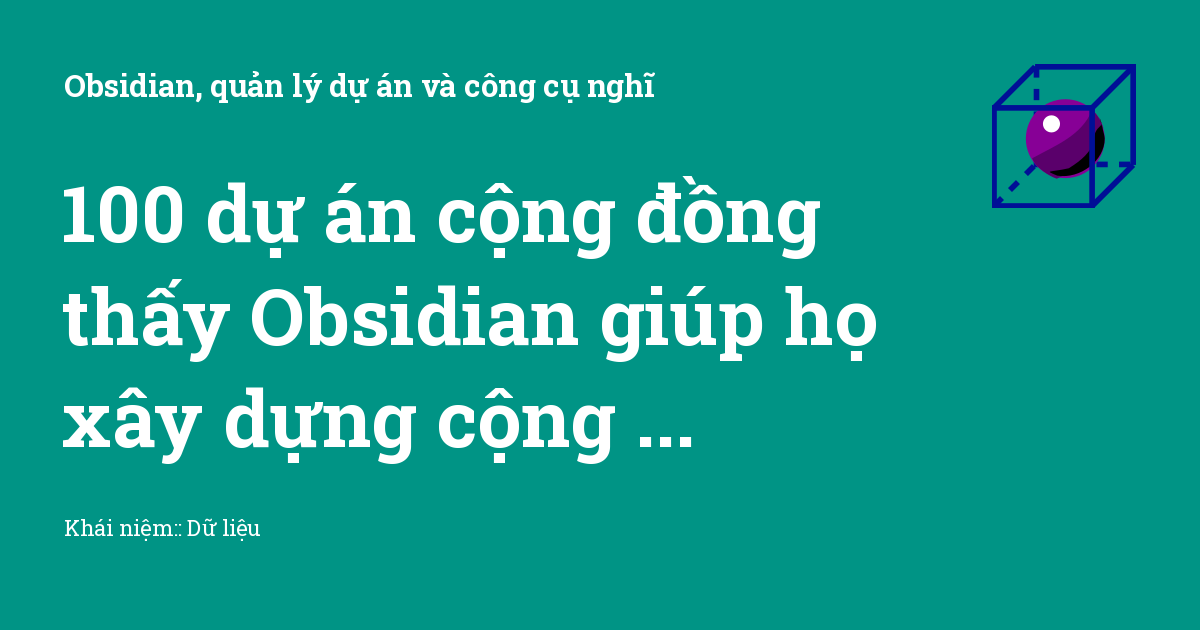 Obsidian, quản lý dự án và công cụ nghĩ
100 dự án cộng đồng
thấy Obsidian giúp họ
xây dựng cộng ...
Khái niệm:: Dữ liệu